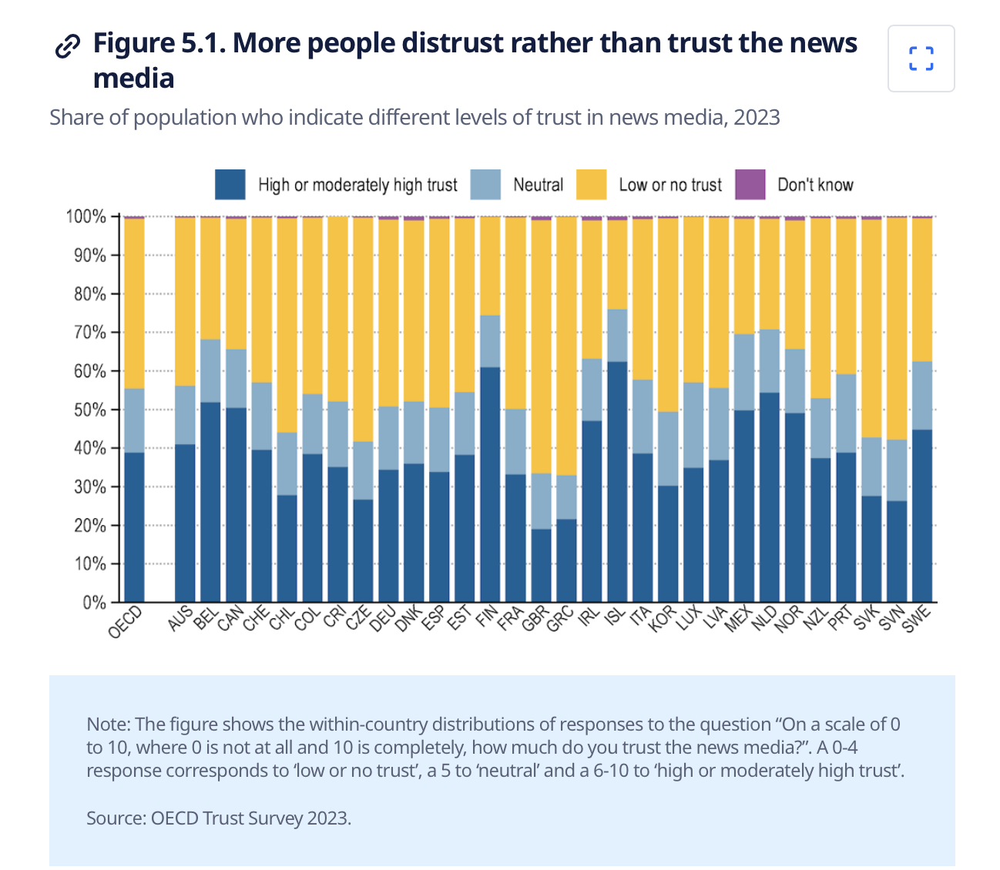 Figure 5.1. More people distrust rather than trust the news
media
Share of population who indicate different levels of trust in news media, 2023
High or moderately high trust Neutral Low or no trust Don't know
100%
90%
80%
70%
60%
50%
40%
30%
20%
10%
0%
OECD AUS BEL CAN CHE CHL COL CRI CZE DEU DNK ESP EST FIN FRA GBR GRC IRL ISL ITA KOR LUX LVA MEX NLD NOR NZL PRT SVK SVN SWE
Note: The figure shows the within-country distributions of responses to the question “On a scale of 0
to 10, where 0 is not at all and 10 is completely, how much do you trust the news media?”. A 0-4
response corresponds to ‘low or no trust’, a 5 to ‘neutral’ and a 6-10 to ‘high or moderately high trust’.
Source: OECD Trust Survey 2023.